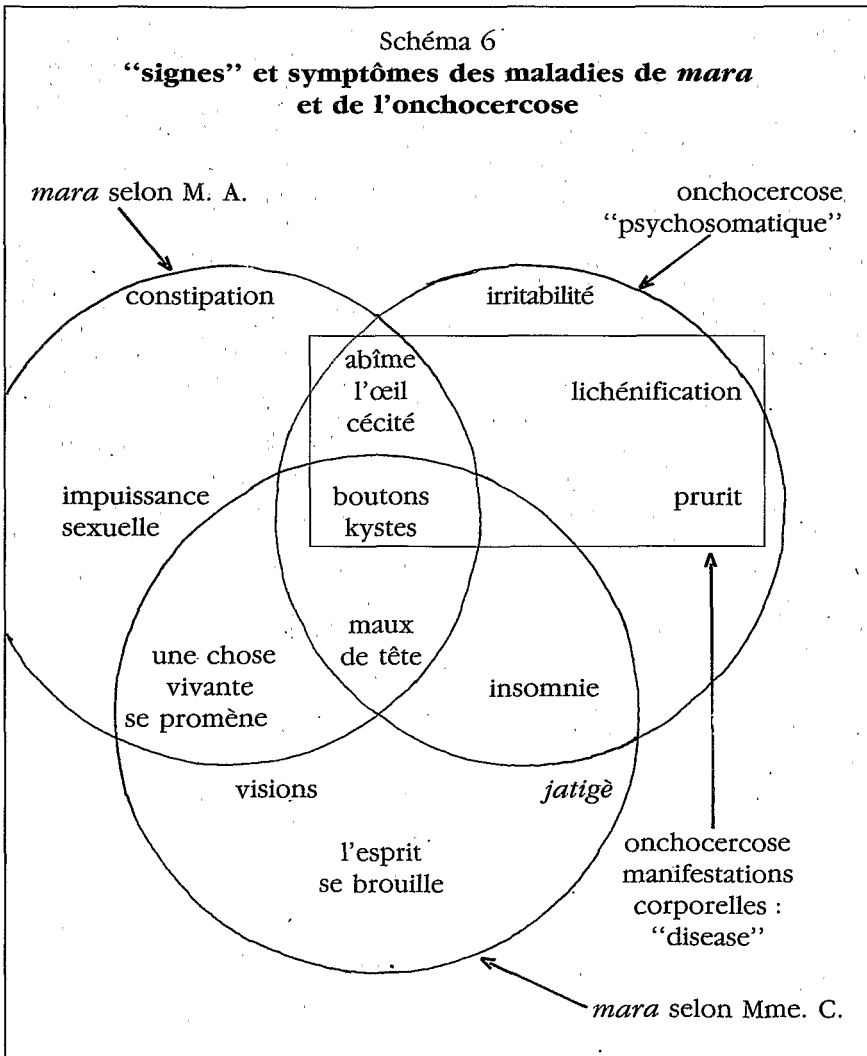 Schéma 6
“signes” et symptômes des maladies de mara
et de l’onchocercose
mara selon M. A.
onchocercose
“psychosomatique”
constipation
irritabilité
abîme
l’œil
cécité
lichénification
impuissance
sexuelle
boutons
kystes
prurit
maux
de tête
une chose
vivante
se promène
insomnie
visions
jatigè
l’esprit
se brouille
onchocercose
manifestations
corporelles :
“disease”
mara selon Mme. C.